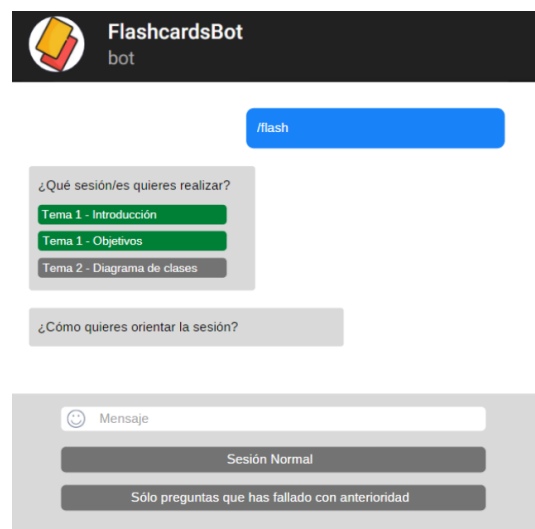 FlashcardsBot
bot
/flash
¿Qué sesión/es quieres realizar?
Tema 1 - Introducción
Tema 1 - Objetivos
Tema 2 - Diagrama de clases
¿Cómo quieres orientar la sesión?
Mensaje
Sesión Normal
Sólo preguntas que has fallado con anterioridad